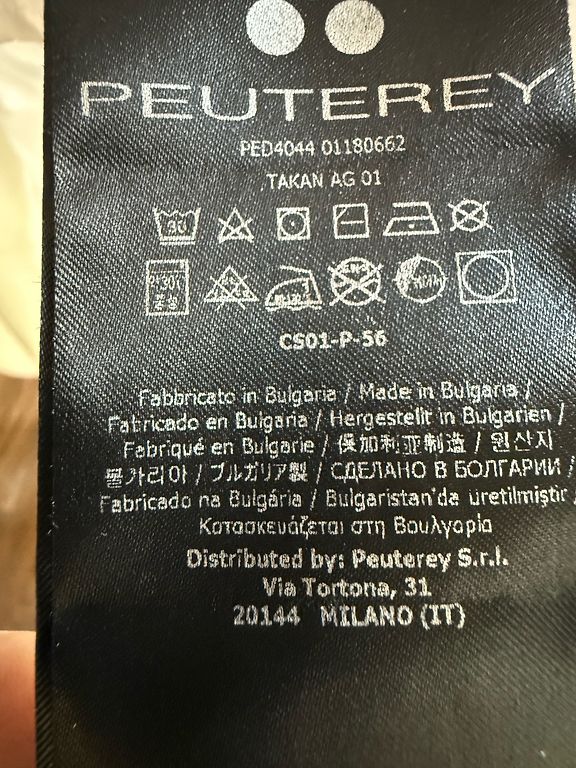 PEUTEREY
PED4044 01180662
TAKAN AG 01
30
CS01-P-56
Fabbricato in Bulgaria / Made in Bulgaria /
Fabricado en Bulgaria / Hergestellt in Bulgarien /
Fabriqué en Bulgarie / 保加利亚制造 / 원산지
불가리아 / ブルガリア製 / СДЕЛАНО В БОЛГАРИИ /
Fabricado na Bulgária / Bulgaristan'da üretilmiştir /
Κατασκευάζεται στη Βουλγαρία
Distributed by: Peuterey S.r.l.
Via Tortona, 31
20144 MILANO (IT)